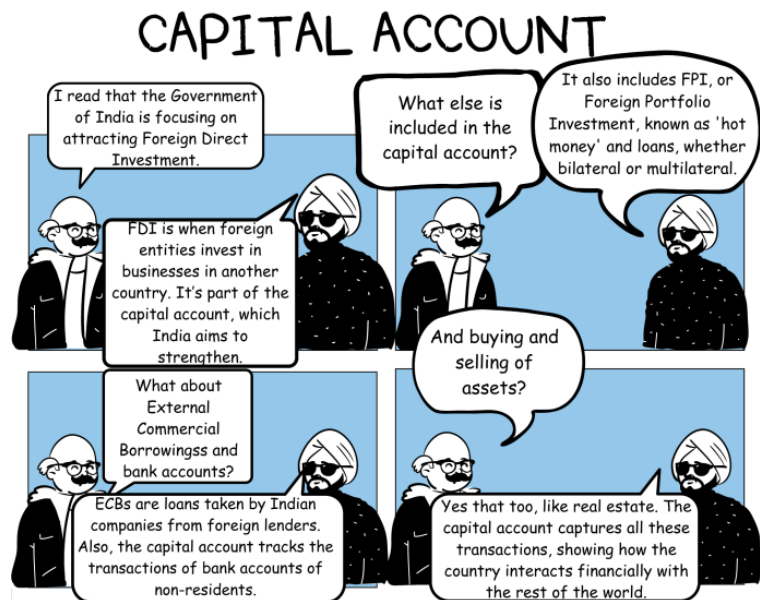 CAPITAL ACCOUNT
I read that the Government
of India is focusing on
attracting Foreign Direct
Investment.
FDI is when foreign
entities invest in
businesses in another
country. It's part of the
capital account, which
India aims to
strengthen.
What else is
included in the
capital account?
It also includes FPI, or
Foreign Portfolio
Investment, known as 'hot
money' and loans, whether
bilateral or multilateral.
What about
External
Commercial
Borrowingss and
bank accounts?
ECBs are loans taken by Indian
companies from foreign lenders.
Also, the capital account tracks the
transactions of bank accounts of
non-residents.
And buying and
selling of
assets?
Yes that too, like real estate. The
capital account captures all these
transactions, showing how the
country interacts financially with
the rest of the world.